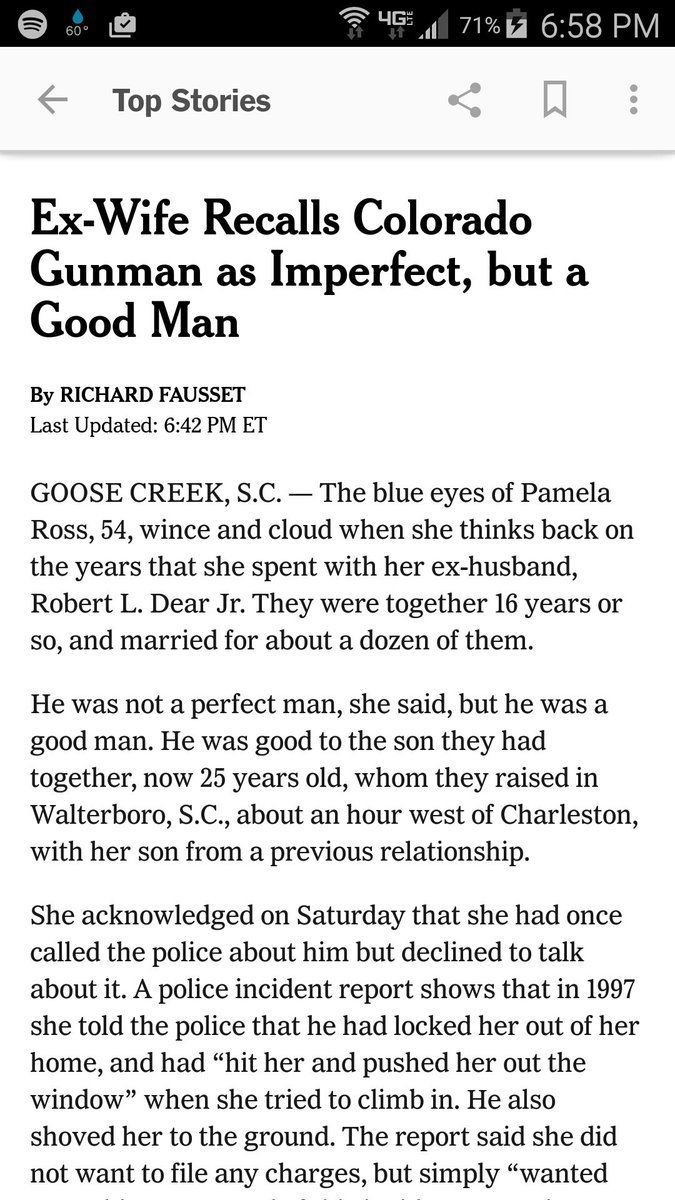 60°
4G LTE 71% 6:58 PM
Top Stories
Ex-Wife Recalls Colorado
Gunman as Imperfect, but a
Good Man
By RICHARD FAUSSET
Last Updated: 6:42 PM ET
GOOSE CREEK, S.C. — The blue eyes of Pamela
Ross, 54, wince and cloud when she thinks back on
the years that she spent with her ex-husband,
Robert L. Dear Jr. They were together 16 years or
so, and married for about a dozen of them.
He was not a perfect man, she said, but he was a
good man. He was good to the son they had
together, now 25 years old, whom they raised in
Walterboro, S.C., about an hour west of Charleston,
with her son from a previous relationship.
She acknowledged on Saturday that she had once
called the police about him but declined to talk
about it. A police incident report shows that in 1997
she told the police that he had locked her out of her
home, and had “hit her and pushed her out the
window” when she tried to climb in. He also
shoved her to the ground. The report said she did
not want to file any charges, but simply “wanted